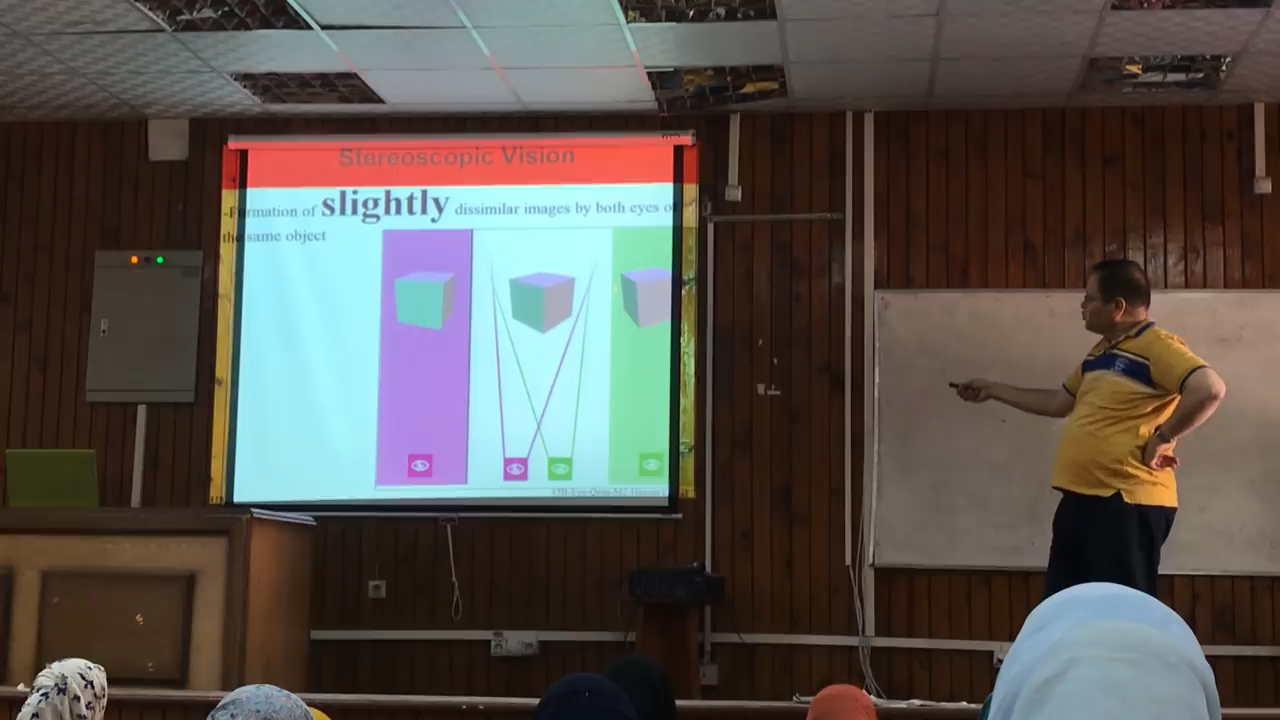 Stereoscopic Vision
-Formation of slightly dissimilar images by both eyes of
the same object